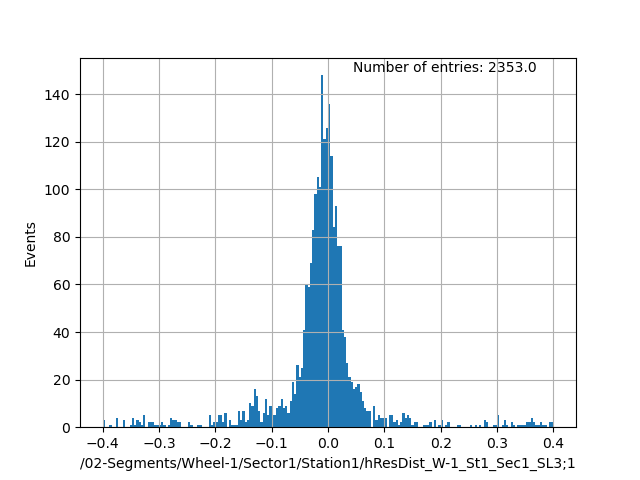 Number of entries: 2353.0
140
120
100
80
60
40
20
0
Events
−0.4 −0.3 −0.2 −0.1 0.0 0.1 0.2 0.3 0.4
/02-Segments/Wheel-1/Sector1/Station1/hResDist_W-1_St1_Sec1_SL3;1